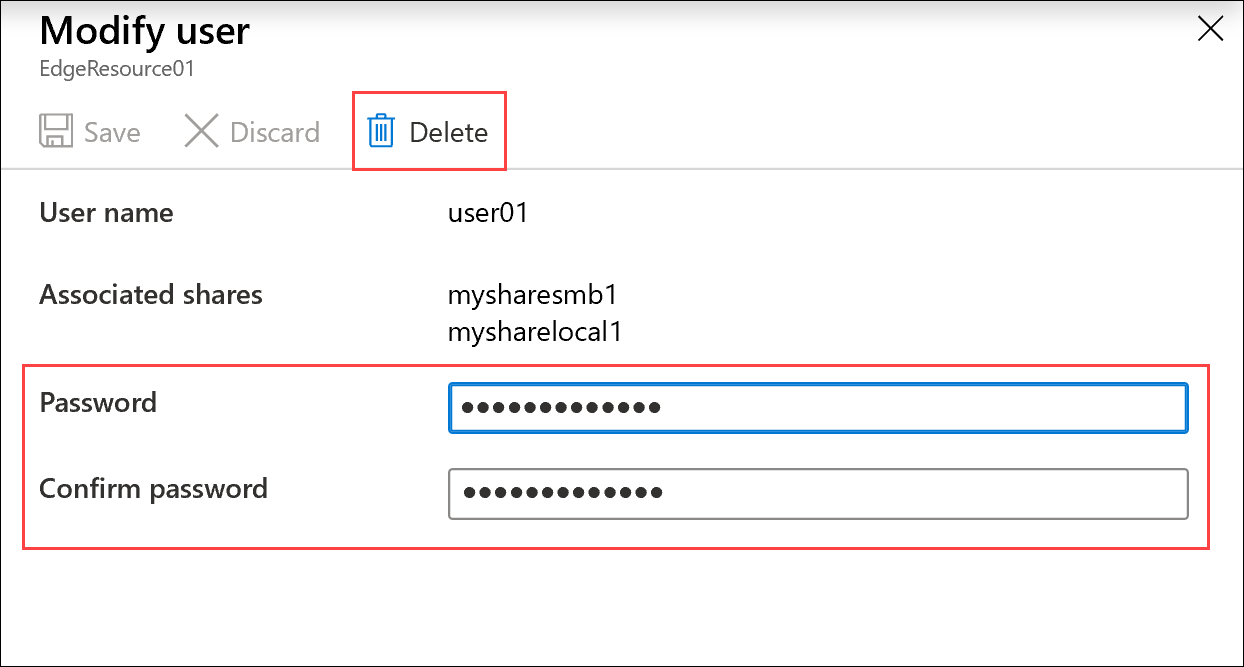 Modify user
EdgeResource01
Save Discard Delete
User name user01
Associated shares mysharesmb1
mysharelocal1
Password •••••••••••••
Confirm password •••••••••••••